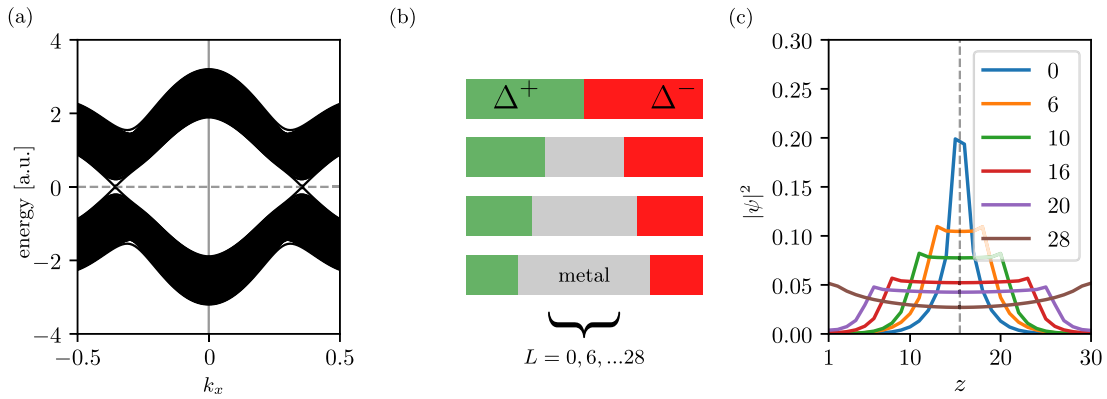 (a)
4
2
0
−2
−4
energy [a.u.]
−0.5
0
0.5
k_x
(b)
Δ⁺
Δ⁻
metal
L = 0, 6, ...28
(c)
0.30
0.25
0.20
0.15
0.10
0.05
0.00
|ψ|²
1
10
20
30
z
0
6
10
16
20
28